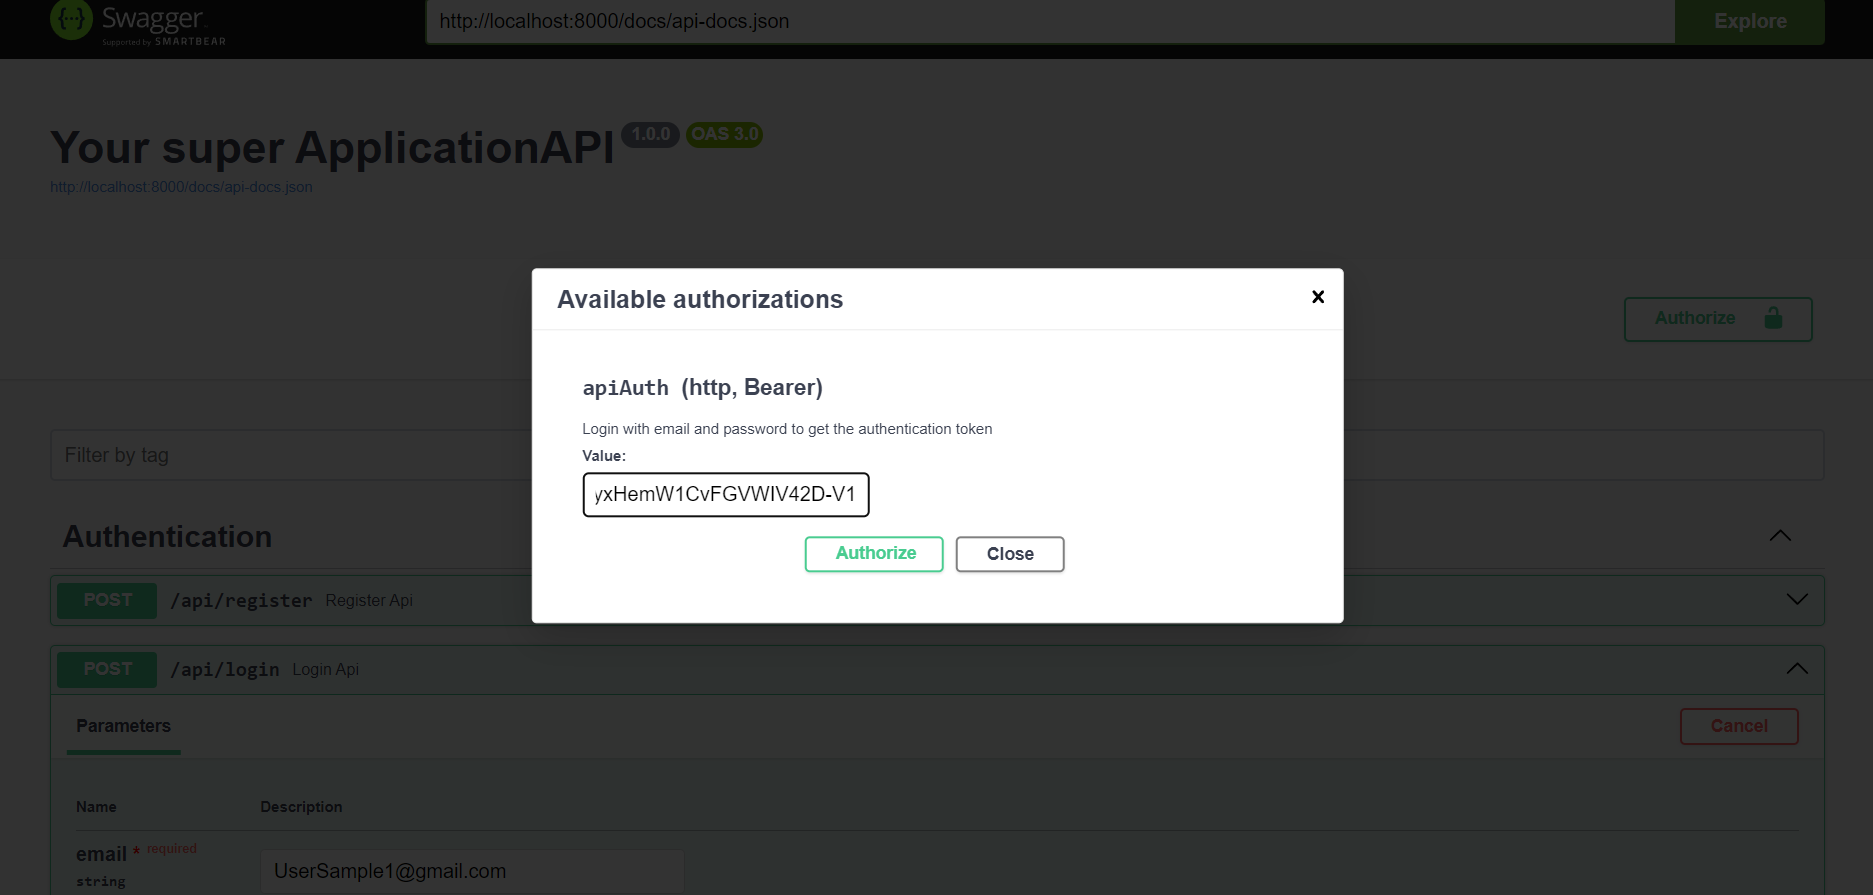 Swagger
Supported by SMARTBEAR
http://localhost:8000/docs/api-docs.json
Explore
Your super ApplicationAPI 1.0.0 OAS 3.0
http://localhost:8000/docs/api-docs.json
Authorize
Available authorizations
apiAuth (http, Bearer)
Login with email and password to get the authentication token
Value:
yxHemW1CvFGVWIV42D-V1
Authorize Close
Filter by tag
Authentication
POST /api/register Register Api
POST /api/login Login Api
Parameters
Cancel
Name Description
email * required
string
UserSample1@gmail.com